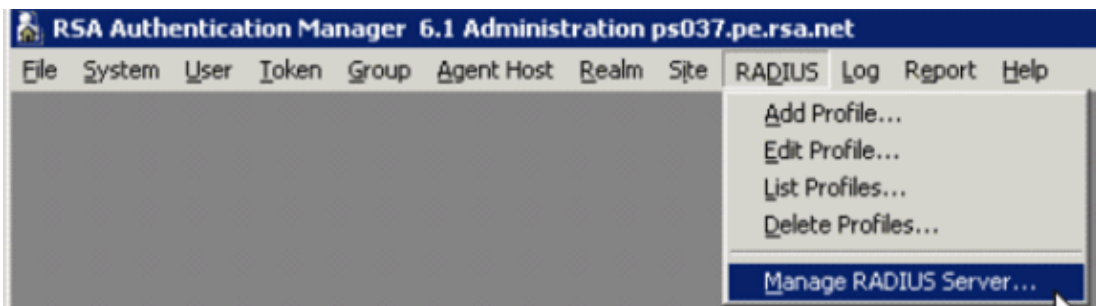 RSA Authentication Manager 6.1 Administration ps037.pe.rsa.net
File System User Token Group Agent Host Realm Site RADIUS Log Report Help
Add Profile...
Edit Profile...
List Profiles...
Delete Profiles...
Manage RADIUS Server...